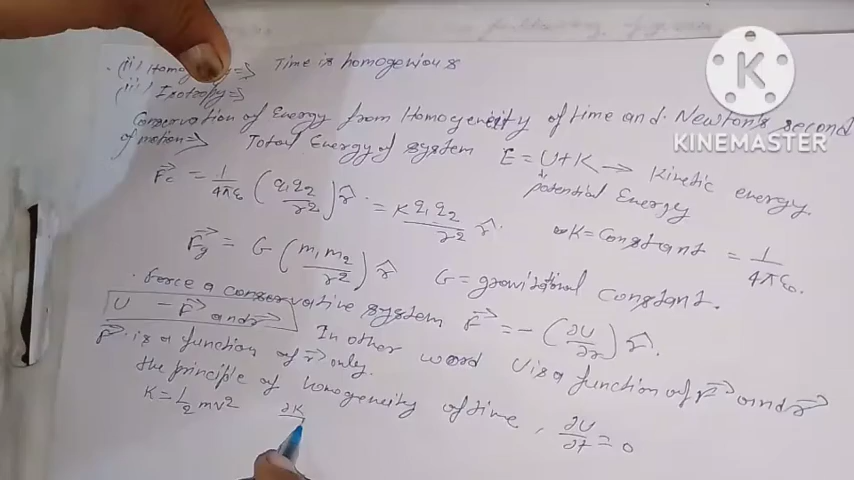 (ii) => Time is homogenious
(iii) Isotropy =>
Conservation of Energy from Homogeneity of time and Newton's second
of motion => Total Energy of system E = U + K → Kinetic energy.
potential Energy
F⃗c = 1/4πε₀ (q₁q₂/r²) r̂ = K q₁q₂/r² r̂ K = Constant = 1/4πε₀.
F⃗g = G (m₁m₂/r²) r̂ G = gravitational constant.
Force a conservative system F⃗ = -(∂U/∂r) r̂.
U - F⃗ and r⃗ In other word U is a function of F⃗ and r⃗
F⃗ is a function of r⃗ only.
the principle of homogeneity of time, ∂U/∂t = 0
K = 1/2 mv² ∂K
K
KINEMASTER